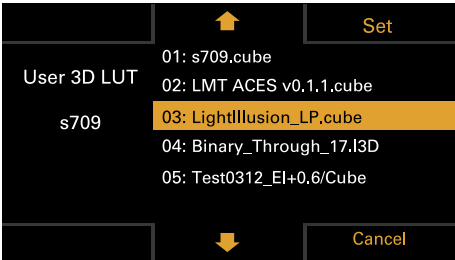 Set
User 3D LUT
s709
01: s709.cube
02: LMT ACES v0.1.1.cube
03: LightIllusion_LP.cube
04: Binary_Through_17.l3D
05: Test0312_EI+0.6/Cube
Cancel